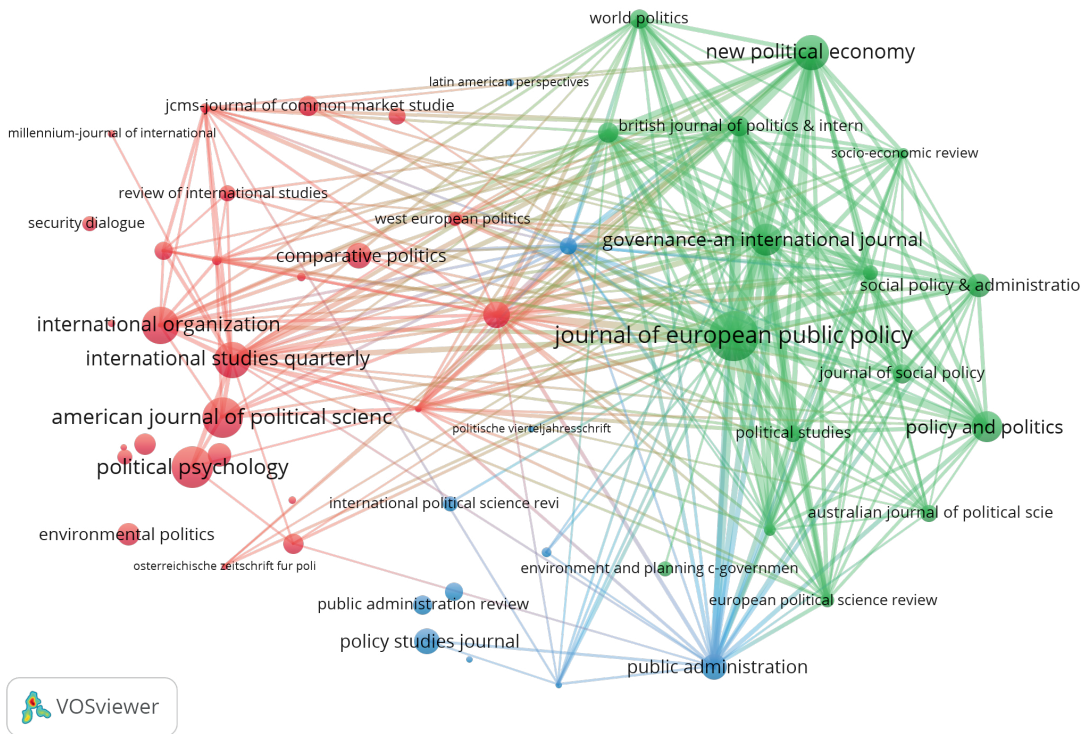 world politics
new political economy
latin american perspectives
jcms-journal of common market studie
british journal of politics & intern
millennium-journal of international
socio-economic review
review of international studies
security dialogue
west european politics
governance-an international journal
comparative politics
social policy & administratio
international organization
journal of european public policy
international studies quarterly
journal of social policy
american journal of political scienc
politische vierteljahresschrift
political studies
policy and politics
political psychology
international political science revi
australian journal of political scie
environmental politics
osterreichische zeitschrift fur poli
environment and planning c-governmen
public administration review
european political science review
policy studies journal
public administration
VOSviewer